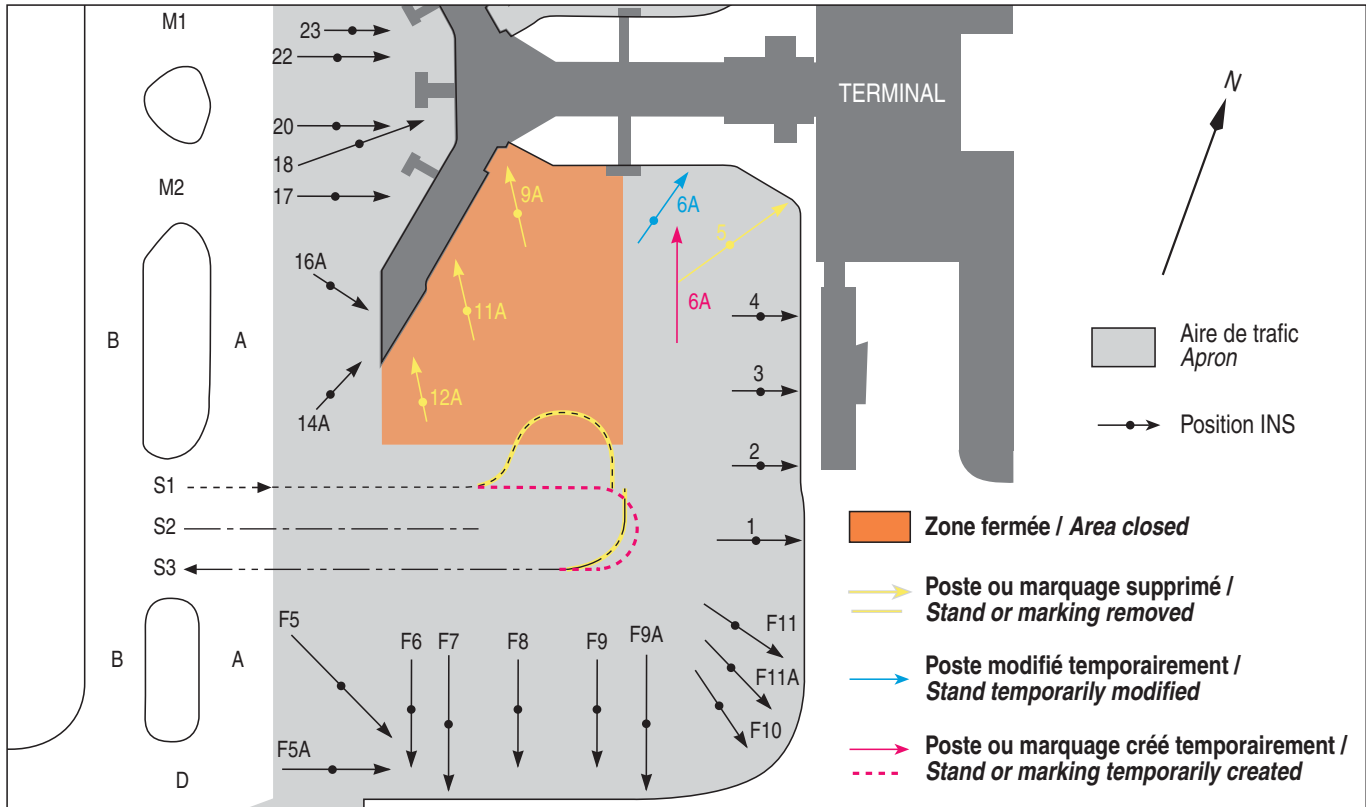 M1
23
22
20
18
17
M2
16A
B
A
14A
S1
S2
S3
B
A
D
9A
11A
12A
6A
5
6A
4
3
2
1
F5
F6
F7
F8
F9
F9A
F11
F11A
F10
F5A
TERMINAL
N
Aire de trafic
Apron
Position INS
Zone fermée / Area closed
Poste ou marquage supprimé /
Stand or marking removed
Poste modifié temporairement /
Stand temporarily modified
Poste ou marquage créé temporairement /
Stand or marking temporarily created